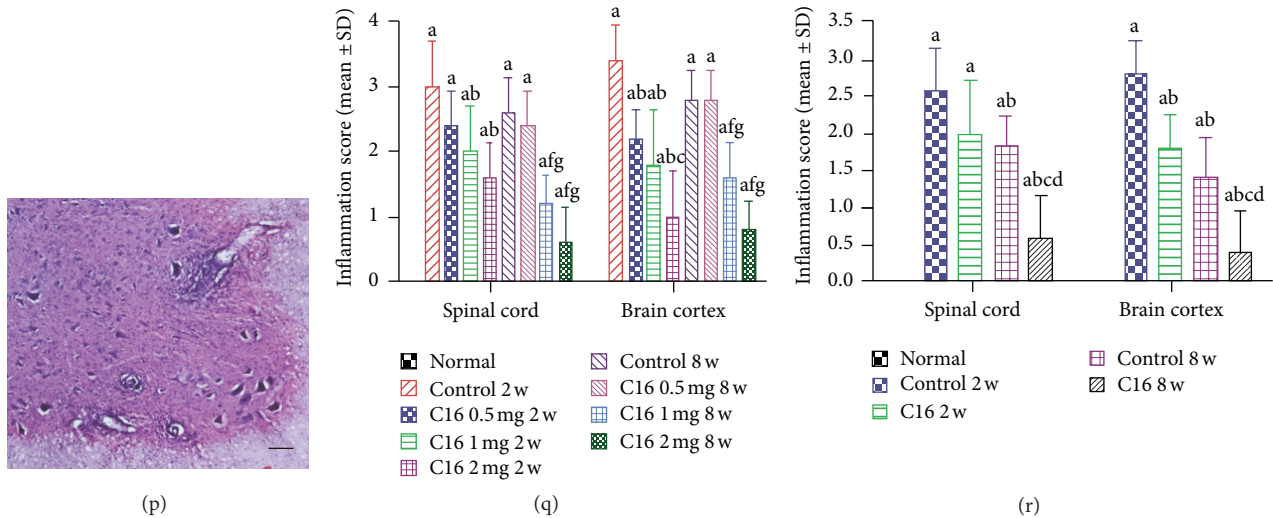 (p)
Inflammation score (mean ± SD)
4
3
2
1
0
a
a
ab
ab
a
a
afg
afg
a
abab
abc
a
a
afg
afg
Spinal cord
Brain cortex
Normal
Control 2 w
C16 0.5 mg 2 w
C16 1 mg 2 w
C16 2 mg 2 w
Control 8 w
C16 0.5 mg 8 w
C16 1 mg 8 w
C16 2 mg 8 w
(q)
Inflammation score (mean ± SD)
3.5
3.0
2.5
2.0
1.5
1.0
0.5
0.0
a
a
ab
abcd
a
ab
ab
abcd
Spinal cord
Brain cortex
Normal
Control 2 w
C16 2 w
Control 8 w
C16 8 w
(r)